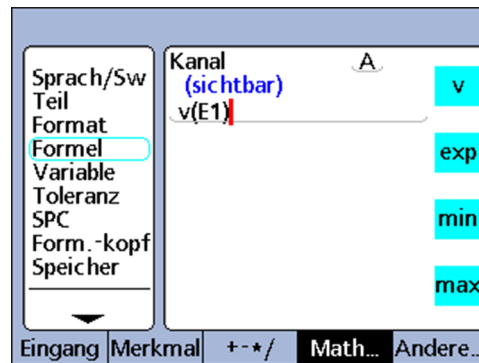 Sprach/Sw
Teil
Format
Formel
Variable
Toleranz
SPC
Form.-kopf
Speicher
Kanal A
(sichtbar)
v(E1)
v
exp
min
max
Eingang Merkmal +-*/ Math... Andere..